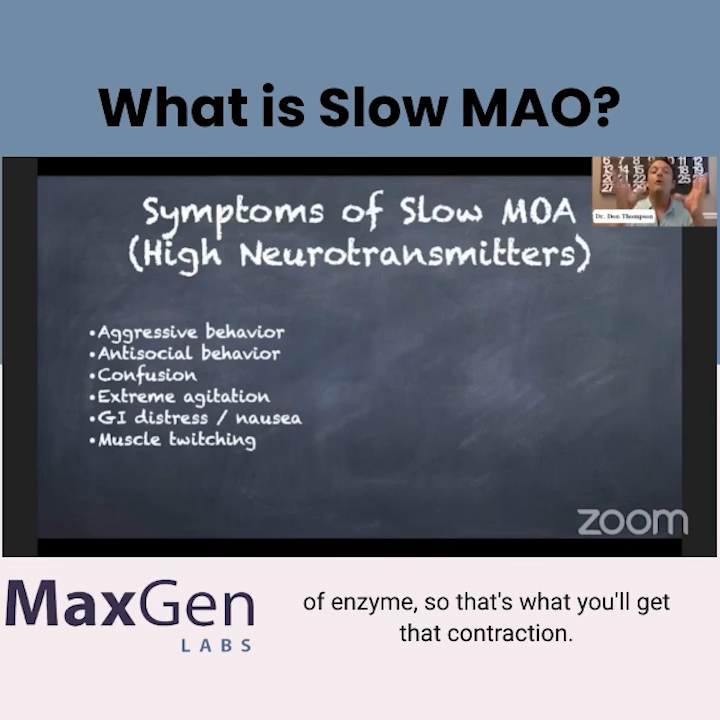 What is Slow MAO?
Symptoms of Slow MOA
(High Neurotransmitters)
Dr. Don Thompson
•Aggressive behavior
•Antisocial behavior
•Confusion
•Extreme agitation
•GI distress / nausea
•Muscle twitching
zoom
MaxGen
LABS
of enzyme, so that's what you'll get
that contraction.